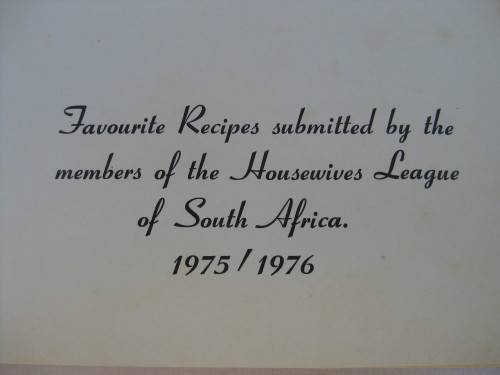 Favourite Recipes submitted by the
members of the Housewives League
of South Africa.
1975/1976